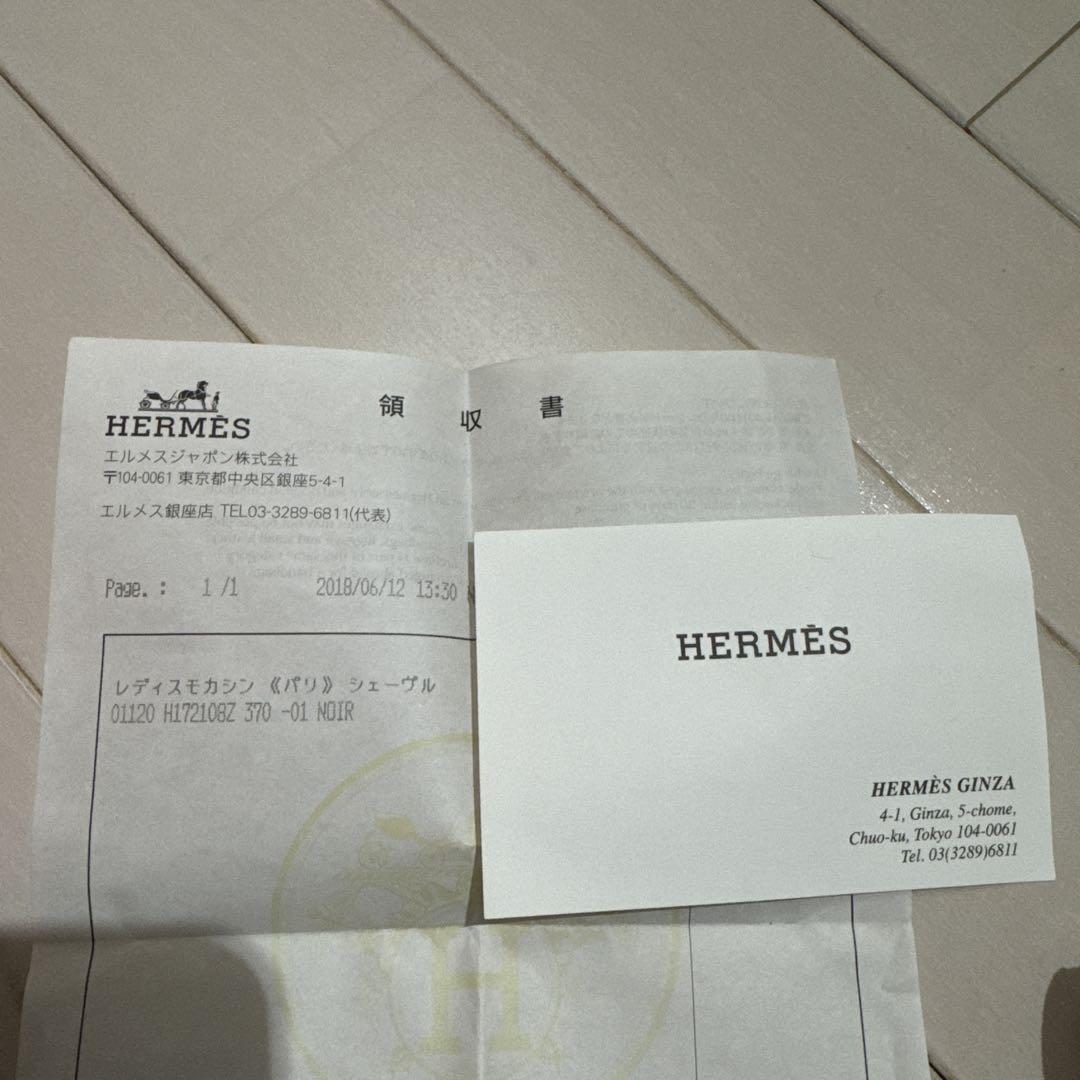 HERMÈS
領収書
エルメスジャポン株式会社
〒104-0061 東京都中央区銀座5-4-1
エルメス銀座店 TEL03-3289-6811(代表)
Page. : 1 /1 2018/06/12 13:30
レディスモカシン 《パリ》 シェーヴル
01120 H172108Z 370 -01 NOIR
H
HERMÈS
HERMÈS GINZA
4-1, Ginza, 5-chome,
Chuo-ku, Tokyo 104-0061
Tel. 03(3289)6811